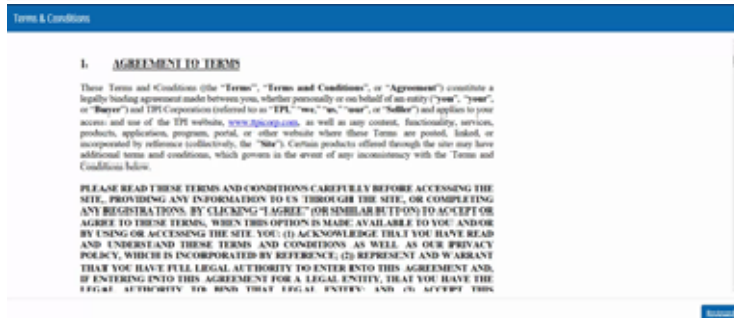 Terms & Conditions
1. AGREEMENT TO TERMS
These Terms and Conditions (the “Terms”, “Terms and Conditions”, or “Agreement”) constitute a
legally binding agreement made between you, whether personally or on behalf of an entity (“you”, “your”,
or “Buyer”) and TPI Corporation (referred to as “TPI,” “we,” “us,” “our”, or “Seller”) and applies to your
access and use of the TPI website, www.tpicorp.com, as well as any content, functionality, services,
products, application, program, portal, or other website where these Terms are posted, linked, or
incorporated by reference (collectively, the “Site”). Certain products offered through the site may have
additional terms and conditions, which govern in the event of any inconsistency with the Terms and
Conditions below.
PLEASE READ THESE TERMS AND CONDITIONS CAREFULLY BEFORE ACCESSING THE
SITE, PROVIDING ANY INFORMATION TO US THROUGH THE SITE, OR COMPLETING
ANY REGISTRATIONS. BY CLICKING “I AGREE” (OR SIMILAR BUTTON) TO ACCEPT OR
AGREE TO THESE TERMS, WHEN THIS OPTION IS MADE AVAILABLE TO YOU AND/OR
BY USING OR ACCESSING THE SITE YOU: (1) ACKNOWLEDGE THAT YOU HAVE READ
AND UNDERSTAND THESE TERMS AND CONDITIONS AS WELL AS OUR PRIVACY
POLICY, WHICH IS INCORPORATED BY REFERENCE; (2) REPRESENT AND WARRANT
THAT YOU HAVE FULL LEGAL AUTHORITY TO ENTER INTO THIS AGREEMENT AND,
IF ENTERING INTO THIS AGREEMENT FOR A LEGAL ENTITY, THAT YOU HAVE THE
LEGAL AUTHORITY TO BIND THAT LEGAL ENTITY; AND (3) ACCEPT THIS